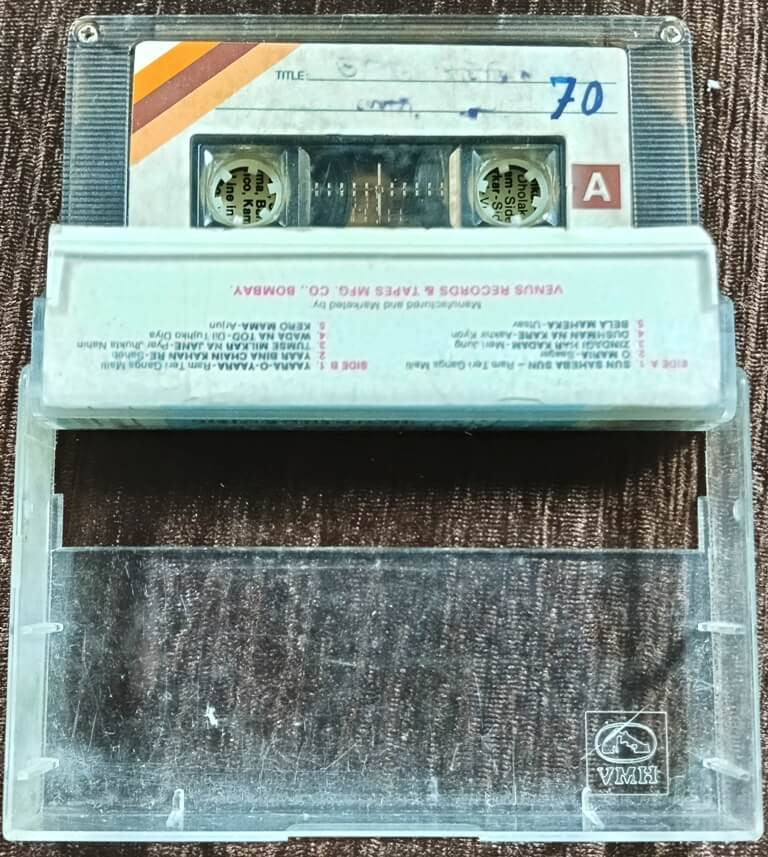 TITLE:
70
A
SIDE A 1. SUN SAHEBA SUN – Ram Teri Ganga Maili
2. O MARIA-Saagar
3. ZINDAGI HAR KADAM - Meri Jung
4. DUSHMAN NA KARE-Aakhir Kyon
5. BELA MAHEKA-Utsav
SIDE B 1. YAARA-O-YAARA-Ram Teri Ganga Maili
2. YAAR BINA CHAIN KAHAN RE-Saheb
3. TUMSE MILKAR NA JANE-Pyar Jhukta Nahin
4. WADA NA TOD-Dil Tujhko Diya
5. KERO MAMA-Arjun
Manufactured and Marketed by
VENUS RECORDS & TAPES MFG. CO., BOMBAY.
HMV